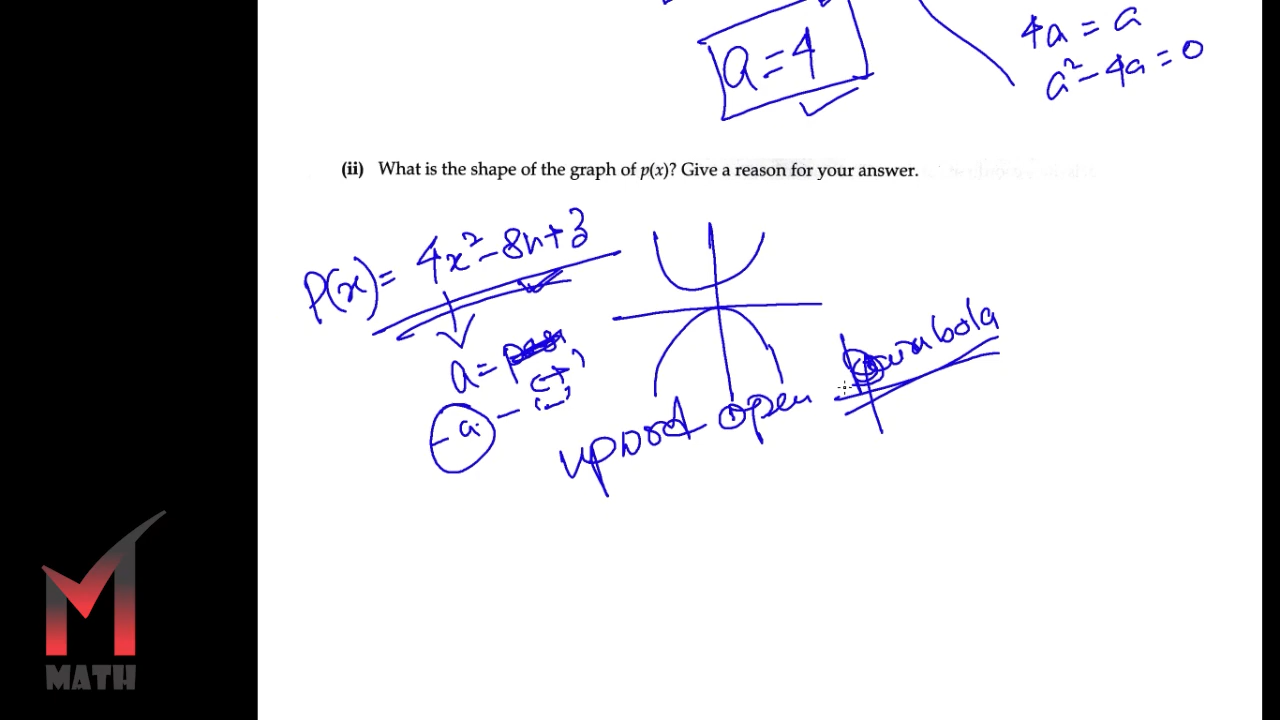 a = 4
4a = a
a² - 4a = 0
(ii) What is the shape of the graph of p(x)? Give a reason for your answer.
P(x) = 4x² - 8x + 3
a =
(+)
- a - (-)
upword open parabola
M
MATH